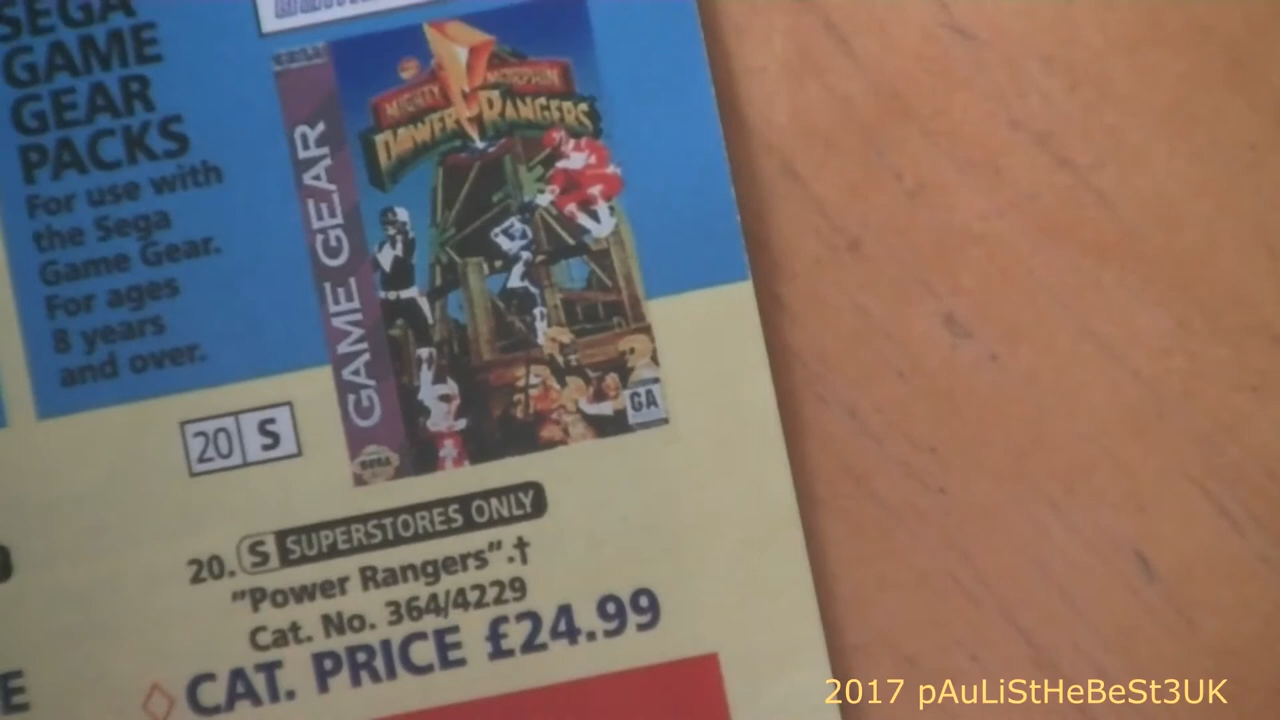 SEGA
GAME
GEAR
PACKS
For use with
the Sega
Game Gear.
For ages
8 years
and over.
MIGHTY MORPHIN
POWER RANGERS
GAME GEAR
GA
SEGA
20 S
20. S SUPERSTORES ONLY
"Power Rangers".†
Cat. No. 364/4229
CAT. PRICE £24.99
E
2017 pAuLiStHeBeSt3UK